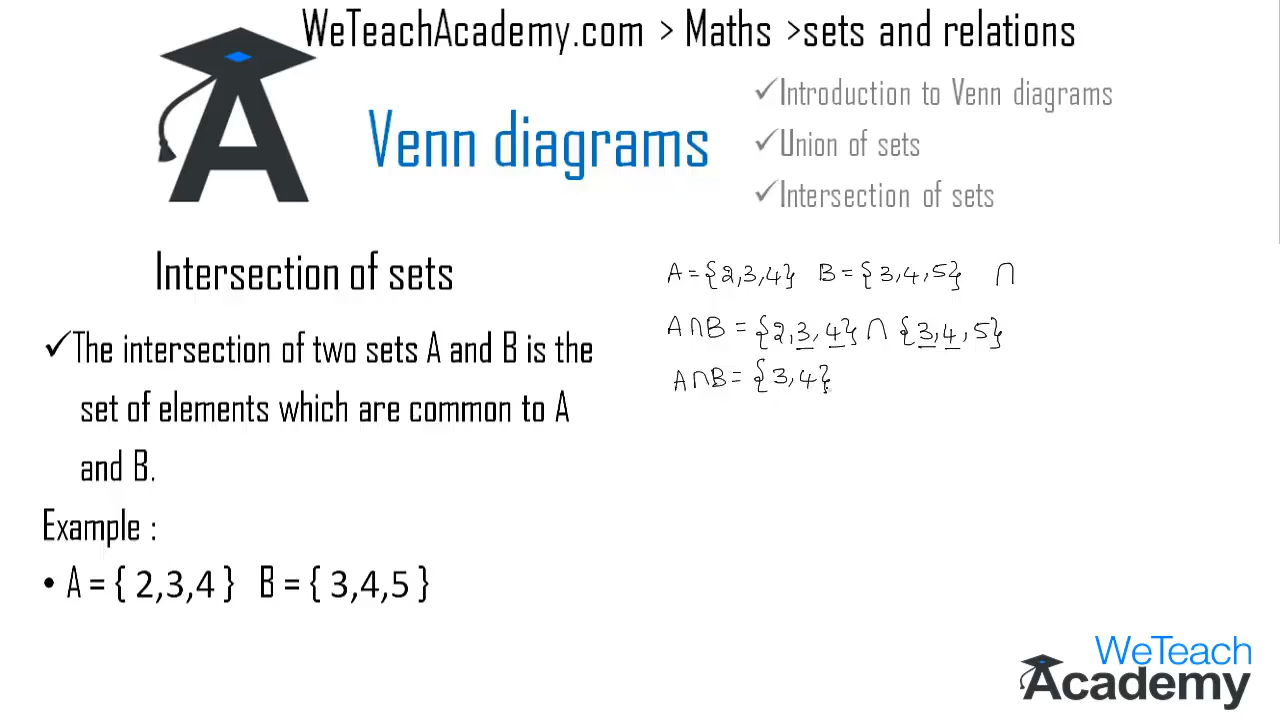 WeTeachAcademy.com > Maths >sets and relations
A
Venn diagrams
✓Introduction to Venn diagrams
✓Union of sets
✓Intersection of sets
Intersection of sets
✓The intersection of two sets A and B is the
set of elements which are common to A
and B.
Example :
• A = { 2,3,4 } B = { 3,4,5 }
A = {2,3,4} B = {3,4,5} ∩
A∩B = {2,3,4} ∩ {3,4,5}
A∩B = {3,4}
WeTeach
Academy